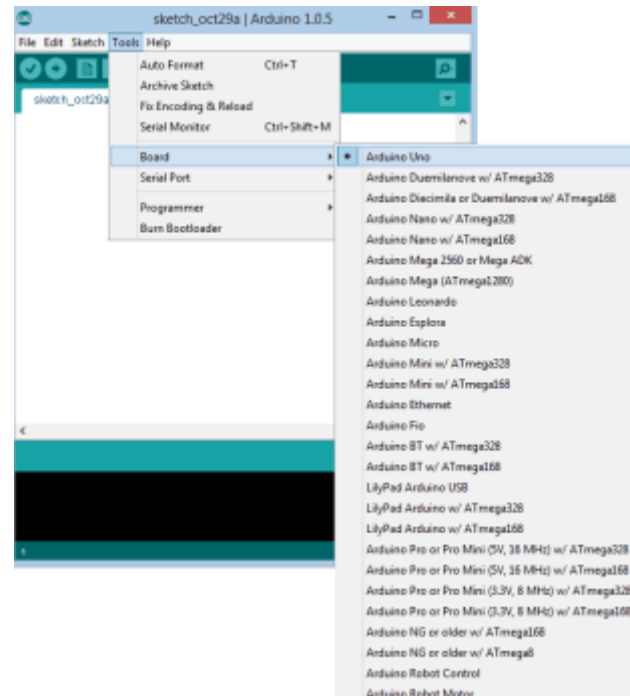 sketch_oct29a | Arduino 1.0.5
File Edit Sketch Tools Help
sketch_oct29a
Auto Format Ctrl+T
Archive Sketch
Fix Encoding & Reload
Serial Monitor Ctrl+Shift+M
Board
Serial Port
Programmer
Burn Bootloader
Arduino Uno
Arduino Duemilanove w/ ATmega328
Arduino Diecimila or Duemilanove w/ ATmega168
Arduino Nano w/ ATmega328
Arduino Nano w/ ATmega168
Arduino Mega 2560 or Mega ADK
Arduino Mega (ATmega1280)
Arduino Leonardo
Arduino Esplora
Arduino Micro
Arduino Mini w/ ATmega328
Arduino Mini w/ ATmega168
Arduino Ethernet
Arduino Fio
Arduino BT w/ ATmega328
Arduino BT w/ ATmega168
LilyPad Arduino USB
LilyPad Arduino w/ ATmega328
LilyPad Arduino w/ ATmega168
Arduino Pro or Pro Mini (5V, 16 MHz) w/ ATmega328
Arduino Pro or Pro Mini (5V, 16 MHz) w/ ATmega168
Arduino Pro or Pro Mini (3.3V, 8 MHz) w/ ATmega328
Arduino Pro or Pro Mini (3.3V, 8 MHz) w/ ATmega168
Arduino NG or older w/ ATmega168
Arduino NG or older w/ ATmega8
Arduino Robot Control
Arduino Robot Motor